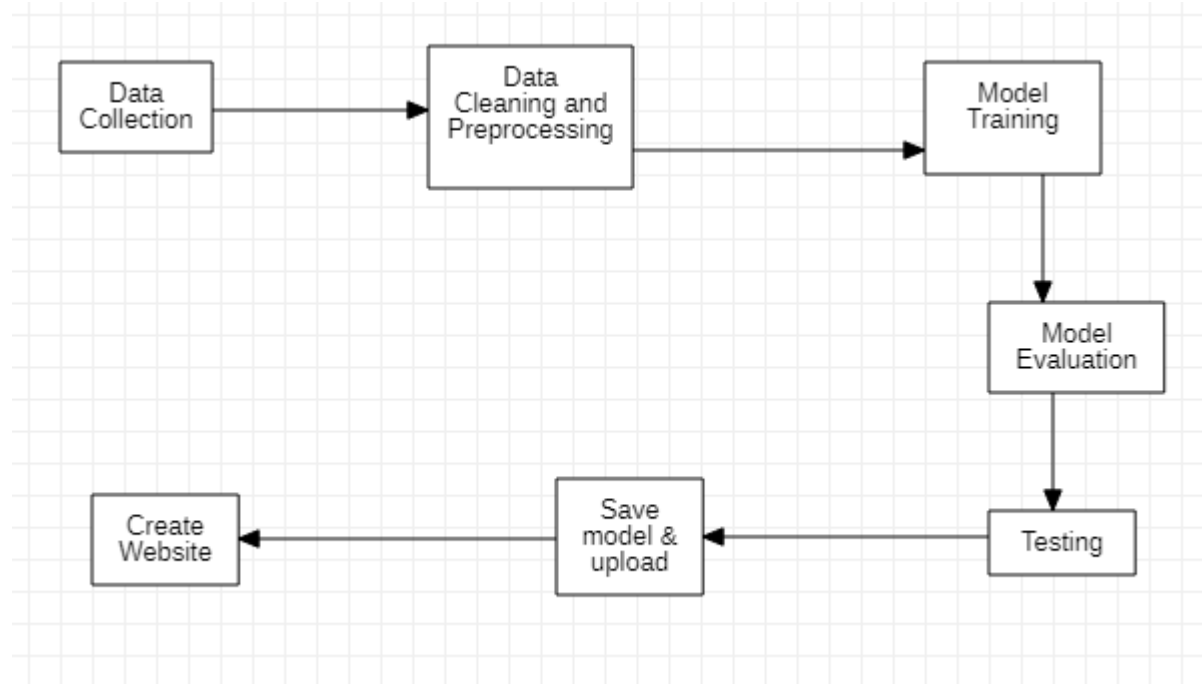 Data
Collection
Data
Cleaning and
Preprocessing
Model
Training
Model
Evaluation
Testing
Save
model &
upload
Create
Website